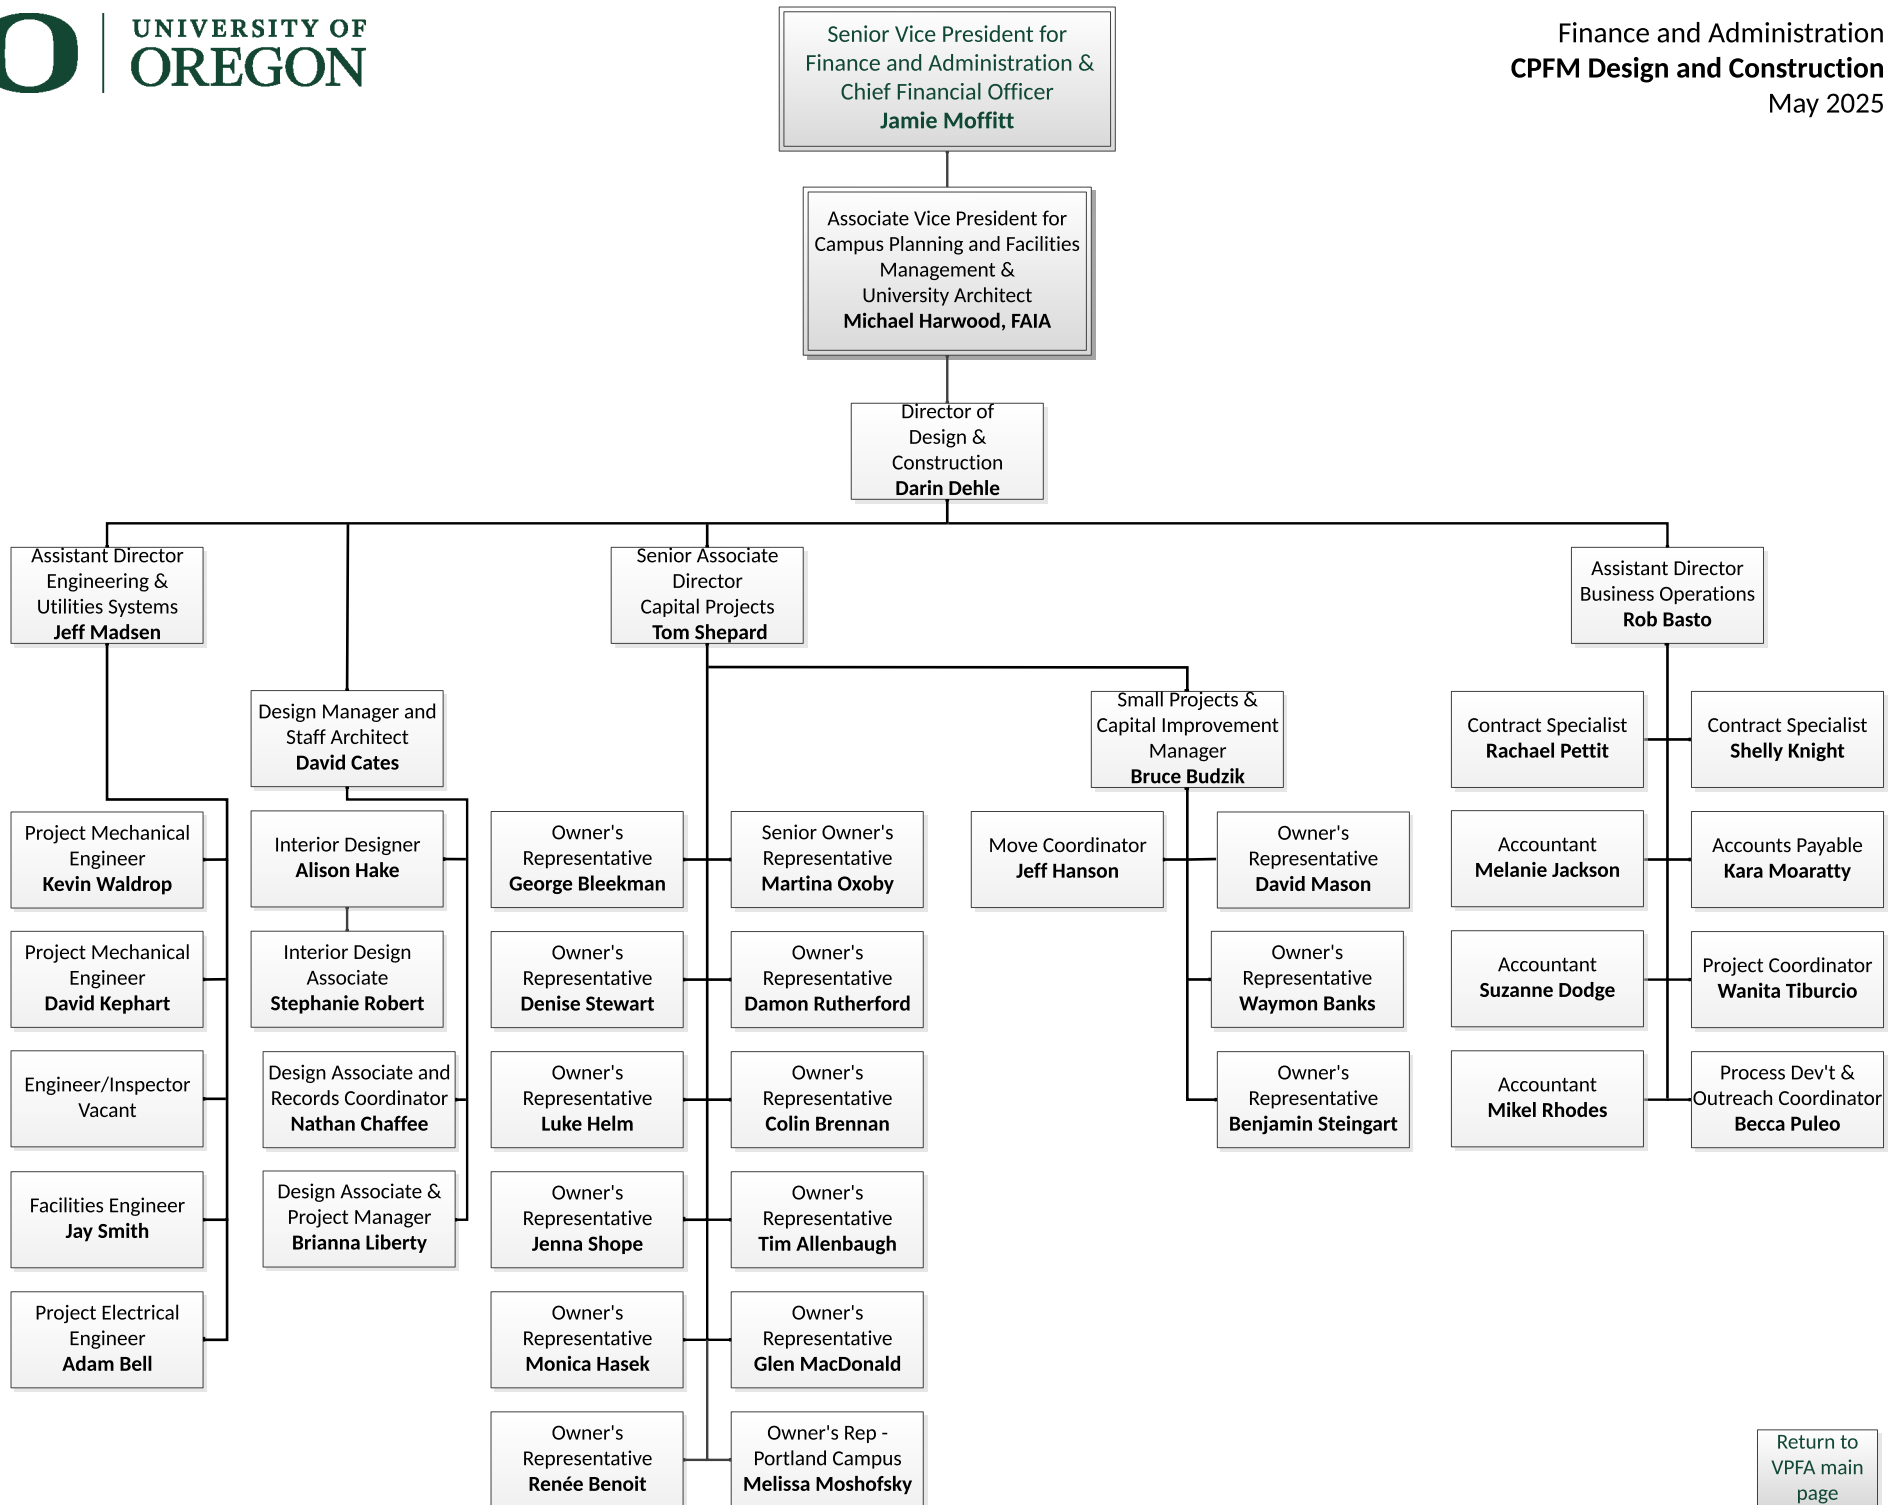 UNIVERSITY OF
OREGON
Senior Vice President for
Finance and Administration &
Chief Financial Officer
Jamie Moffitt
Finance and Administration
CPFM Design and Construction
May 2025
Associate Vice President for
Campus Planning and Facilities
Management &
University Architect
Michael Harwood, FAIA
Director of
Design &
Construction
Darin Dehle
Assistant Director
Engineering &
Utilities Systems
Jeff Madsen
Senior Associate
Director
Capital Projects
Tom Shepard
Assistant Director
Business Operations
Rob Basto
Design Manager and
Staff Architect
David Cates
Small Projects &
Capital Improvement
Manager
Bruce Budzik
Contract Specialist
Rachael Pettit
Contract Specialist
Shelly Knight
Project Mechanical
Engineer
Kevin Waldrop
Interior Designer
Alison Hake
Owner's
Representative
George Bleekman
Senior Owner's
Representative
Martina Oxoby
Move Coordinator
Jeff Hanson
Owner's
Representative
David Mason
Accountant
Melanie Jackson
Accounts Payable
Kara Moaratty
Project Mechanical
Engineer
David Kephart
Interior Design
Associate
Stephanie Robert
Owner's
Representative
Denise Stewart
Owner's
Representative
Damon Rutherford
Owner's
Representative
Waymon Banks
Accountant
Suzanne Dodge
Project Coordinator
Wanita Tiburcio
Engineer/Inspector
Vacant
Design Associate and
Records Coordinator
Nathan Chaffee
Owner's
Representative
Luke Helm
Owner's
Representative
Colin Brennan
Owner's
Representative
Benjamin Steingart
Accountant
Mikel Rhodes
Process Dev't &
Outreach Coordinator
Becca Puleo
Facilities Engineer
Jay Smith
Design Associate &
Project Manager
Brianna Liberty
Owner's
Representative
Jenna Shope
Owner's
Representative
Tim Allenbaugh
Project Electrical
Engineer
Adam Bell
Owner's
Representative
Monica Hasek
Owner's
Representative
Glen MacDonald
Owner's
Representative
Renée Benoit
Owner's Rep -
Portland Campus
Melissa Moshofsky
Return to
VPFA main
page